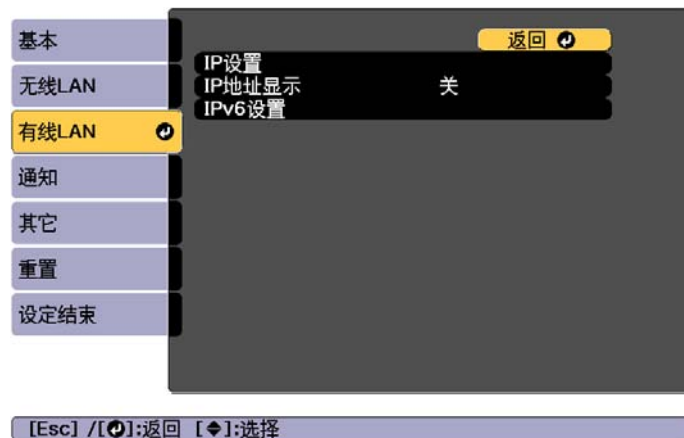 基本
无线LAN
有线LAN
通知
其它
重置
设定结束
返回
IP设置
IP地址显示 关
IPv6设置
[Esc] /[]:返回 [◆]:选择